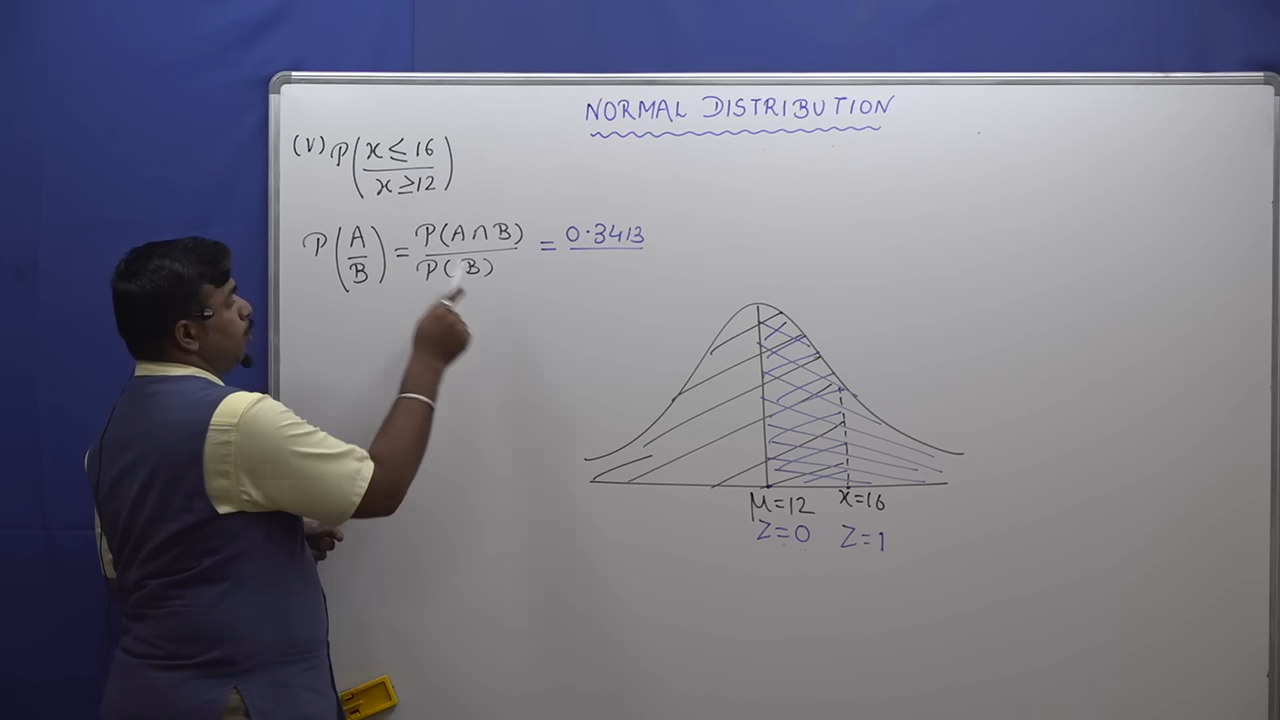 NORMAL DISTRIBUTION
(V) P(x ≤ 16 / x ≥ 12)
P(A/B) = P(A∩B)/P(B) = 0.3413
μ=12 x=16
Z=0 Z=1